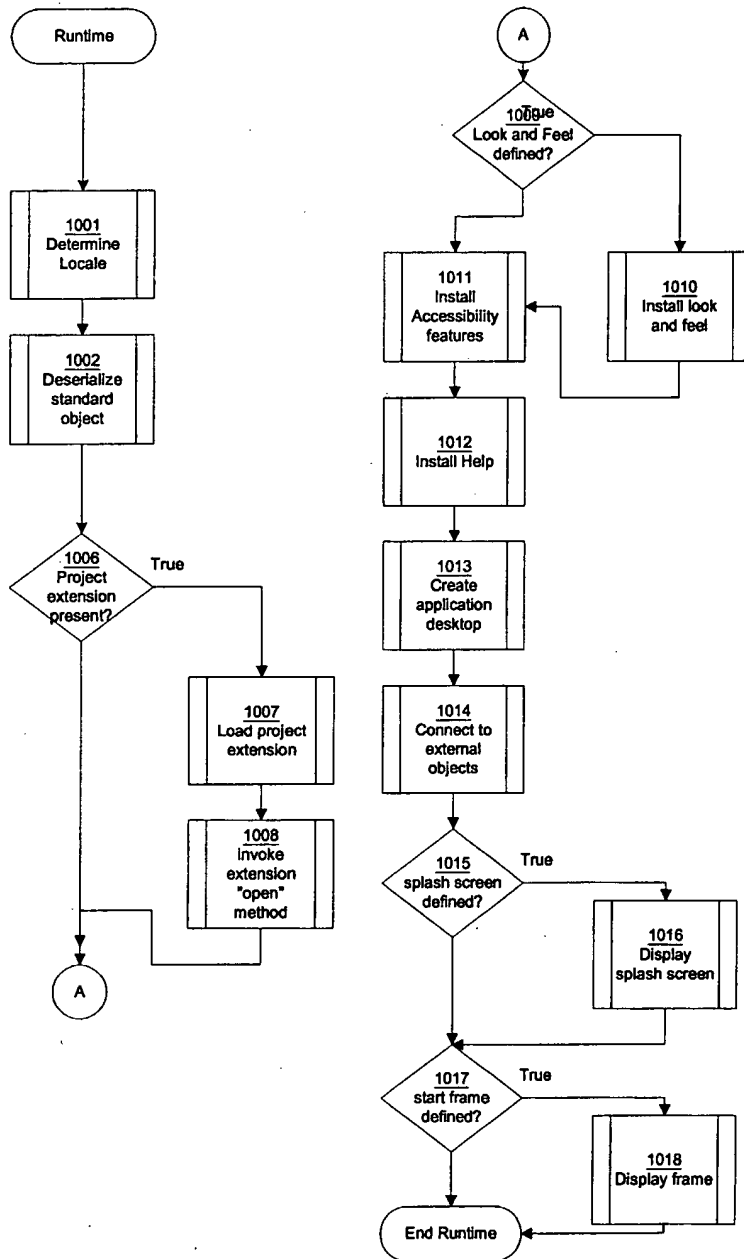 Runtime
1001
Determine
Locale
1002
Deserialize
standard
object
1006
Project
extension
present?
True
1007
Load project
extension
1008
Invoke
extension
"open"
method
A
A
True
1009
Look and Feel
defined?
1011
Install
Accessibility
features
1010
Install look
and feel
1012
Install Help
1013
Create
application
desktop
1014
Connect to
external
objects
1015
splash screen
defined?
True
1016
Display
splash screen
1017
start frame
defined?
True
1018
Display frame
End Runtime